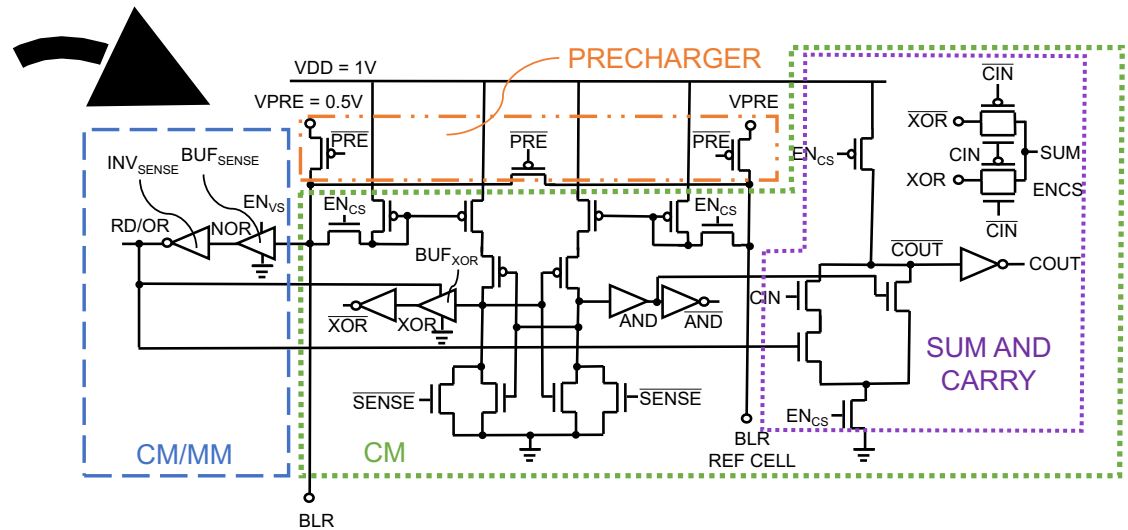 PRECHARGER
VDD = 1V
VPRE = 0.5V
VPRE
PRE
PRE
PRE
CIN
XOR
CIN
SUM
XOR
ENCS
CIN
EN_CS
INV_SENSE
BUF_SENSE
EN_VS
RD/OR
NOR
EN_CS
EN_CS
BUF_XOR
XOR
XOR
AND
AND
COUT
COUT
CIN
SUM AND
CARRY
SENSE
SENSE
EN_CS
CM/MM
CM
BLR
REF CELL
BLR